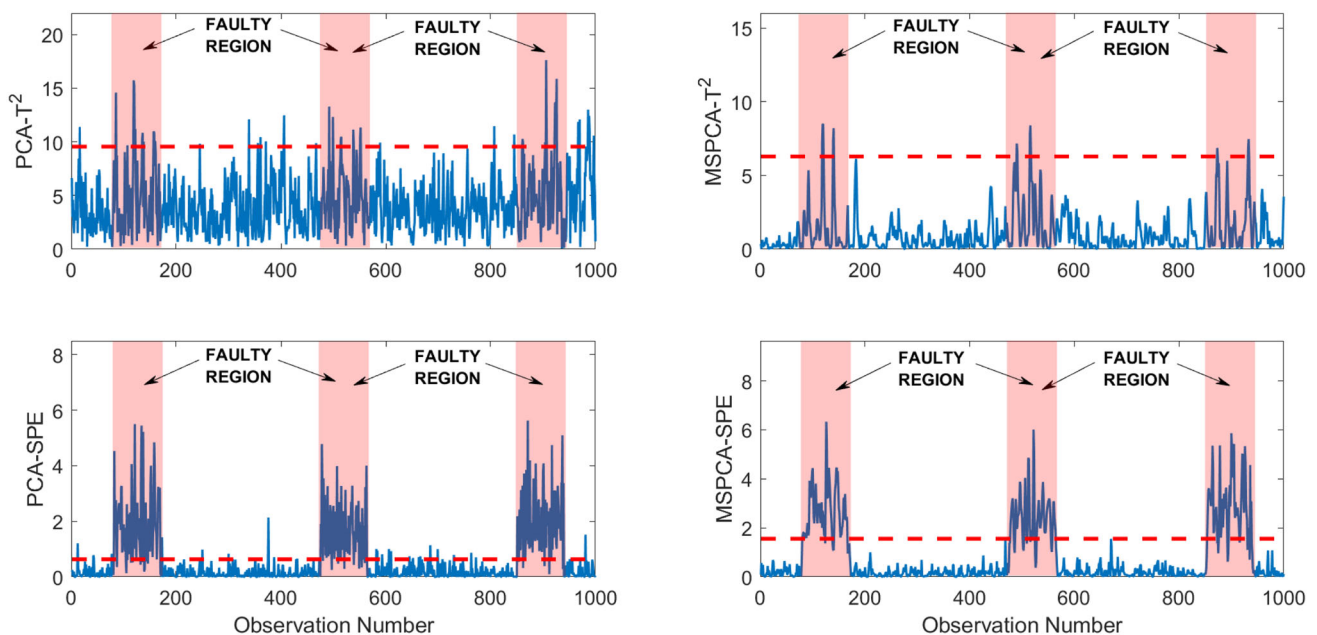 PCA-T²
20
15
10
5
0
FAULTY
REGION
FAULTY
REGION
0
200
400
600
800
1000
MSPCA-T²
15
10
5
0
FAULTY
REGION
FAULTY
REGION
0
200
400
600
800
1000
PCA-SPE
8
6
4
2
0
FAULTY
REGION
FAULTY
REGION
0
200
400
600
800
1000
Observation Number
MSPCA-SPE
8
6
4
2
0
FAULTY
REGION
FAULTY
REGION
0
200
400
600
800
1000
Observation Number